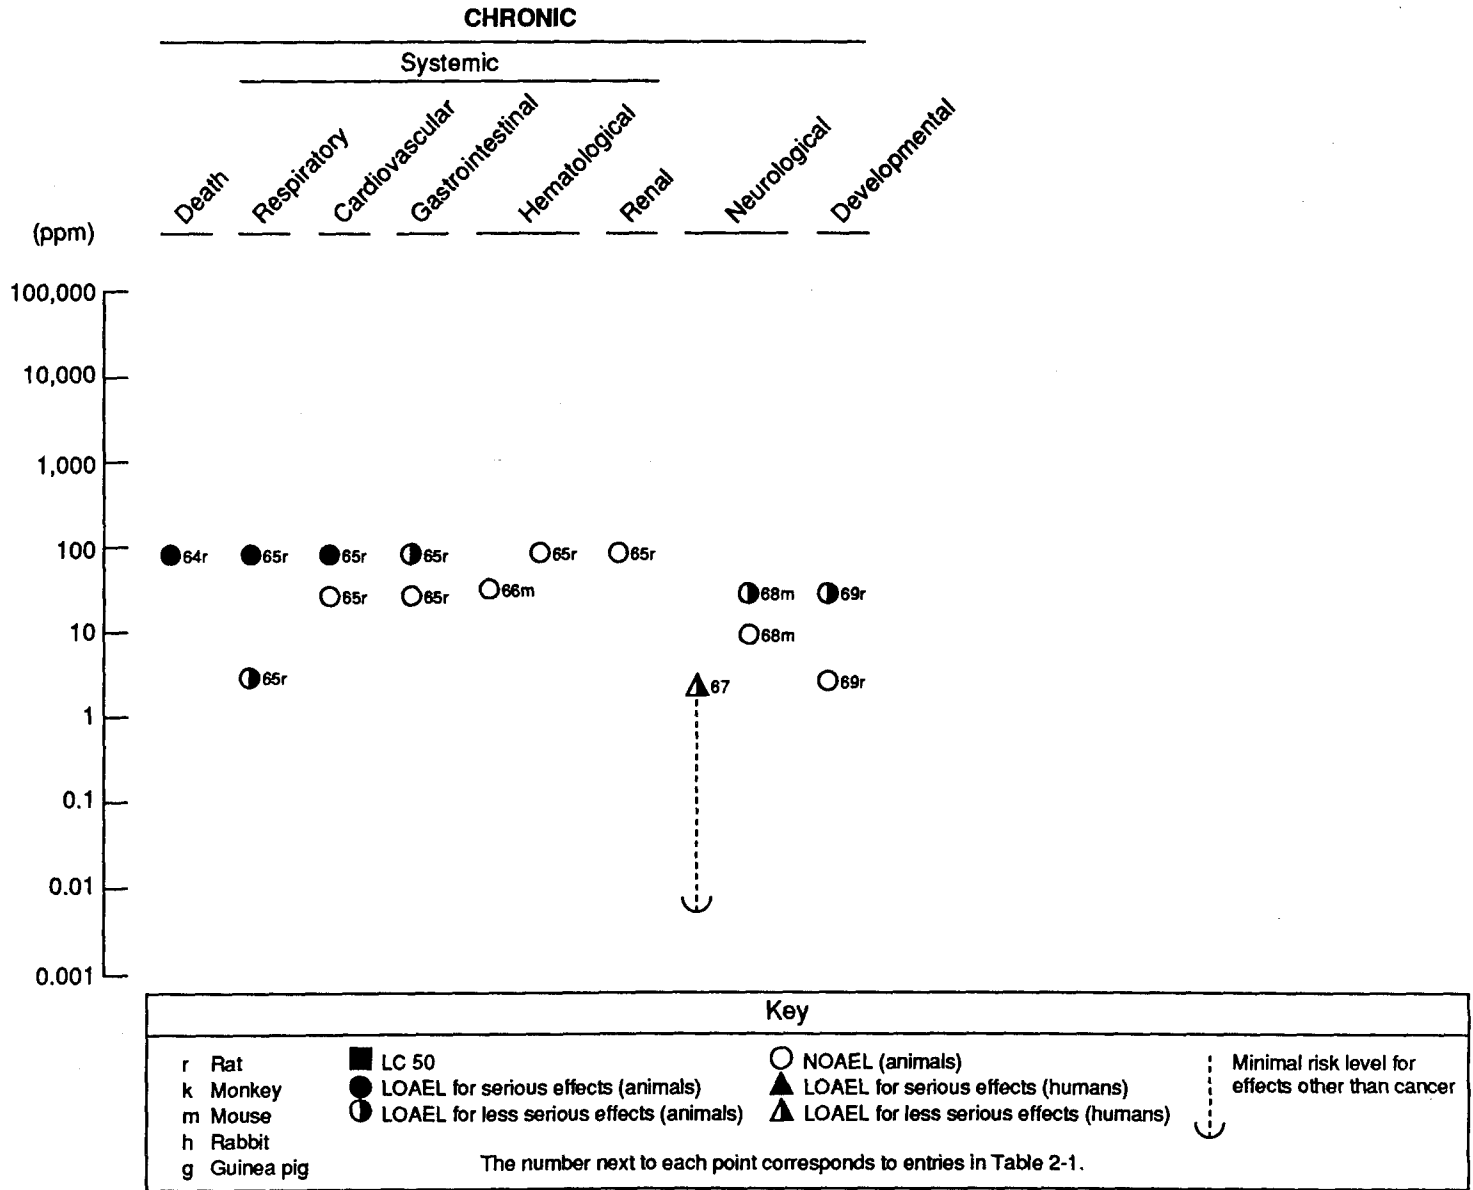 CHRONIC
Systemic
Death
Respiratory
Cardiovascular
Gastrointestinal
Hematological
Renal
Neurological
Developmental
(ppm)
100,000
10,000
1,000
100
64r
65r
65r
65r
65r
65r
65r
65r
66m
68m
69r
10
68m
65r
67
69r
1
0.1
0.01
0.001
Key
r Rat
k Monkey
m Mouse
h Rabbit
g Guinea pig
LC 50
LOAEL for serious effects (animals)
LOAEL for less serious effects (animals)
NOAEL (animals)
LOAEL for serious effects (humans)
LOAEL for less serious effects (humans)
Minimal risk level for
effects other than cancer
The number next to each point corresponds to entries in Table 2-1.